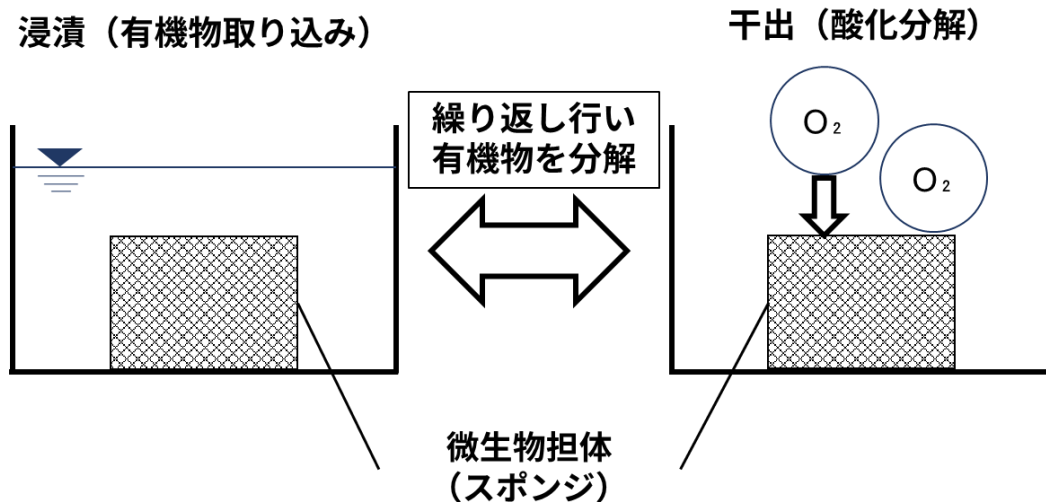 浸漬（有機物取り込み）
干出（酸化分解）
繰り返し行い
有機物を分解
O₂
O₂
微生物担体
（スポンジ）